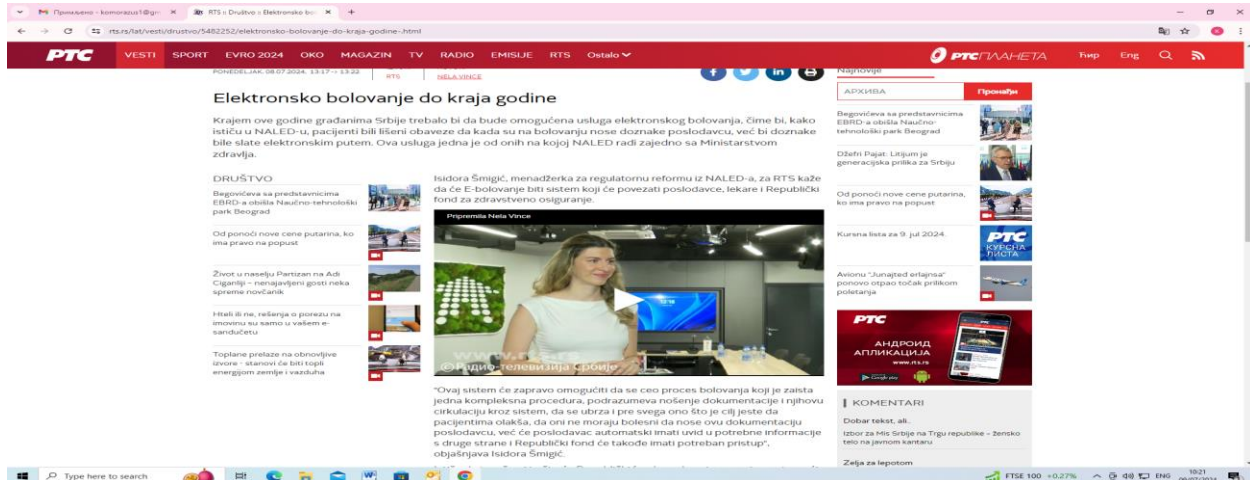 RTS :: Društvo :: Elektronsko bo
rts.rs/lat/vesti/drustvo/5482252/elektronsko-bolovanje-do-kraja-godine-.html
РТС
VESTI SPORT EVRO 2024 OKO MAGAZIN TV RADIO EMISIJE RTS Ostalo
РТСПЛАНЕТА Ћир Eng
PONEDELJAK, 08.07.2024, 13:17 -> 13:22
RTS
NELA VINCE
Elektronsko bolovanje do kraja godine
Krajem ove godine građanima Srbije trebalo bi da bude omogućena usluga elektronskog bolovanja, čime bi, kako
ističu u NALED-u, pacijenti bili lišeni obaveze da kada su na bolovanju nose doznake poslodavcu, već bi doznake
bile slate elektronskim putem. Ova usluga jedna je od onih na kojoj NALED radi zajedno sa Ministarstvom
zdravlja.
DRUŠTVO
Begovićeva sa predstavnicima
EBRD-a obišla Naučno-tehnološki
park Beograd
Od ponoći nove cene putarina, ko
ima pravo na popust
Život u naselju Partizan na Adi
Ciganliji – nenajavljeni gosti neka
spreme novčanik
Hteli ili ne, rešenja o porezu na
imovinu su samo u vašem e-
sandučetu
Toplane prelaze na obnovljive
izvore - stanovi će biti topli
energijom zemlje i vazduha
Isidora Šmigić, menadžerka za regulatornu reformu iz NALED-a, za RTS kaže
da će E-bolovanje biti sistem koji će povezati poslodavce, lekare i Republički
fond za zdravstveno osiguranje.
Pripremila Nela Vince
www.rts.rs
©Радио-телевизија Србије
"Ovaj sistem će zapravo omogućiti da se ceo proces bolovanja koji je zaista
jedna kompleksna procedura, podrazumeva nošenje dokumentacije i njihovu
cirkulaciju kroz sistem, da se ubrza i pre svega ono što je cilj jeste da
pacijentima olakša, da oni ne moraju bolesni da nose ovu dokumentaciju
poslodavcu, već će poslodavac automatski imati uvid u potrebne informacije
s druge strane i Republički fond će takođe imati potreban pristup",
objašnjava Isidora Šmigić.
Najnovije
АРХИВА Пронађи
Begovićeva sa predstavnicima
EBRD-a obišla Naučno-
tehnološki park Beograd
Džefri Pajat: Litijum je
generacijska prilika za Srbiju
Od ponoći nove cene putarina,
ko ima pravo na popust
Kursna lista za 9. jul 2024.
РТС
КУРСНА
ЛИСТА
Avionu "Junajted erlajnsa"
ponovo otpao točak prilikom
poletanja
РТС
АНДРОИД
АПЛИКАЦИЈА
www.rts.rs
Google play
KOMENTARI
Dobar tekst, ali..
Izbor za Mis Srbije na Trgu republike – žensko
telo na javnom kantaru
Zelja za lepotom
Type here to search
FTSE 100 +0.27% ENG 10:21
09/07/2024